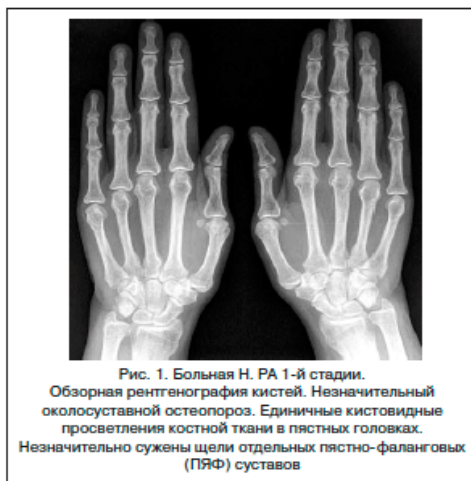 Рис. 1. Больная Н. РА 1-й стадии.
Обзорная рентгенография кистей. Незначительный
околосуставной остеопороз. Единичные кистовидные
просветления костной ткани в пястных головках.
Незначительно сужены щели отдельных пястно-фаланговых
(ПЯФ) суставов